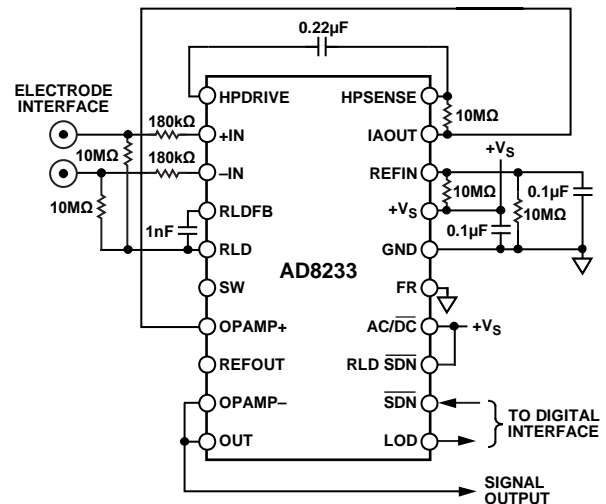 0.22µF
ELECTRODE
INTERFACE
HPDRIVE
HPSENSE
10MΩ
180kΩ
+IN
IAOUT
+VS
10MΩ
180kΩ
–IN
REFIN
10MΩ
0.1µF
10MΩ
RLDFB
+VS
10MΩ
1nF
0.1µF
RLD
GND
AD8233
SW
FR
OPAMP+
AC/DC
+VS
REFOUT
RLD SDN
OPAMP–
SDN
TO DIGITAL
INTERFACE
OUT
LOD
SIGNAL
OUTPUT